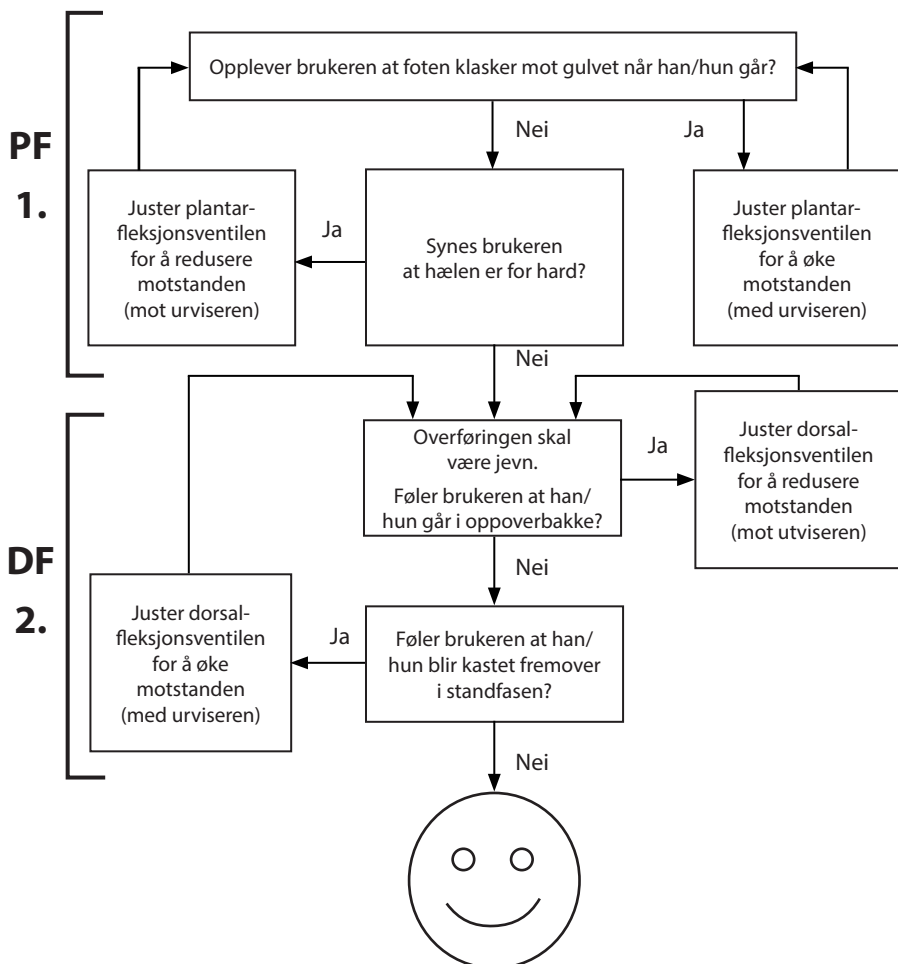 Opplever brukeren at foten klasker mot gulvet når han/hun går?
Nei
Ja
PF
1.
Juster plantar-
fleksjonsventilen
for å redusere
motstanden
(mot urviseren)
Ja
Synes brukeren
at hælen er for hard?
Juster plantar-
fleksjonsventilen
for å øke
motstanden
(med urviseren)
Nei
Overføringen skal
være jevn.
Føler brukeren at han/
hun går i oppoverbakke?
Ja
Juster dorsal-
fleksjonsventilen
for å redusere
motstanden
(mot utviseren)
DF
2.
Nei
Juster dorsal-
fleksjonsventilen
for å øke
motstanden
(med urviseren)
Ja
Føler brukeren at han/
hun blir kastet fremover
i standfasen?
Nei